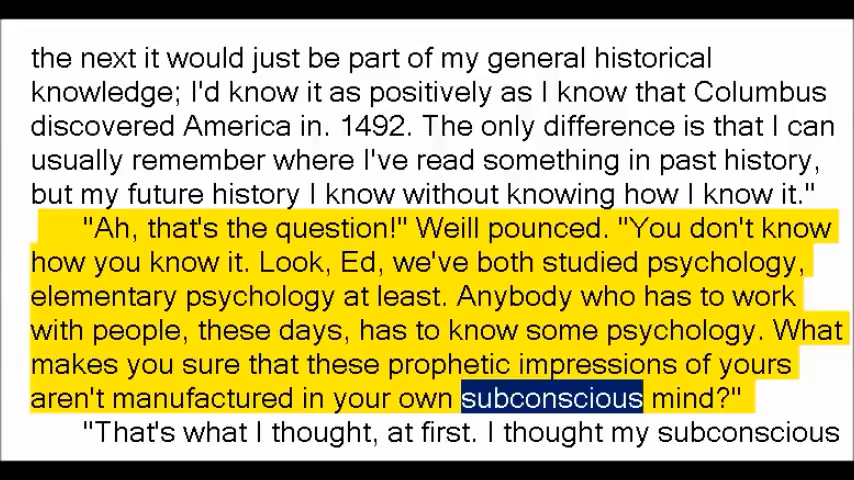 the next it would just be part of my general historical
knowledge; I'd know it as positively as I know that Columbus
discovered America in. 1492. The only difference is that I can
usually remember where I've read something in past history,
but my future history I know without knowing how I know it."
"Ah, that's the question!" Weill pounced. "You don't know
how you know it. Look, Ed, we've both studied psychology,
elementary psychology at least. Anybody who has to work
with people, these days, has to know some psychology. What
makes you sure that these prophetic impressions of yours
aren't manufactured in your own subconscious mind?"
"That's what I thought, at first. I thought my subconscious